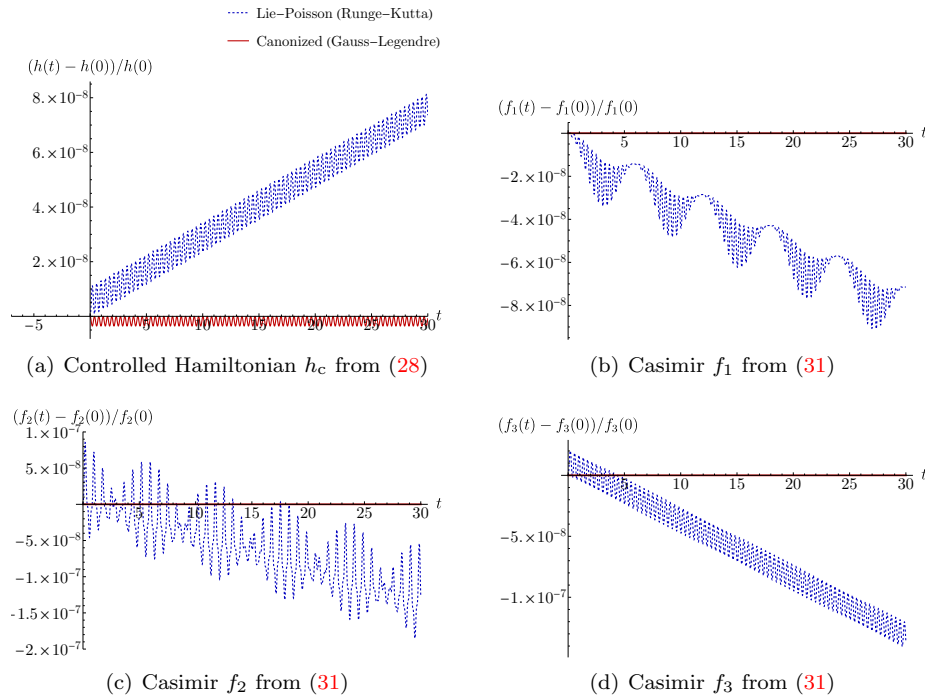 Lie−Poisson (Runge−Kutta)
Canonized (Gauss−Legendre)
(h(t) − h(0))/h(0)
8.×10⁻⁸
6.×10⁻⁸
4.×10⁻⁸
2.×10⁻⁸
−5 5 10 15 20 25 30 t
(a) Controlled Hamiltonian h_c from (28)
(f₁(t) − f₁(0))/f₁(0)
5 10 15 20 25 30 t
−2.×10⁻⁸
−4.×10⁻⁸
−6.×10⁻⁸
−8.×10⁻⁸
(b) Casimir f₁ from (31)
(f₂(t) − f₂(0))/f₂(0)
1.×10⁻⁷
5.×10⁻⁸
5 10 15 20 25 30 t
−5.×10⁻⁸
−1.×10⁻⁷
−1.5×10⁻⁷
−2.×10⁻⁷
(c) Casimir f₂ from (31)
(f₃(t) − f₃(0))/f₃(0)
5 10 15 20 25 30 t
−5.×10⁻⁸
−1.×10⁻⁷
(d) Casimir f₃ from (31)